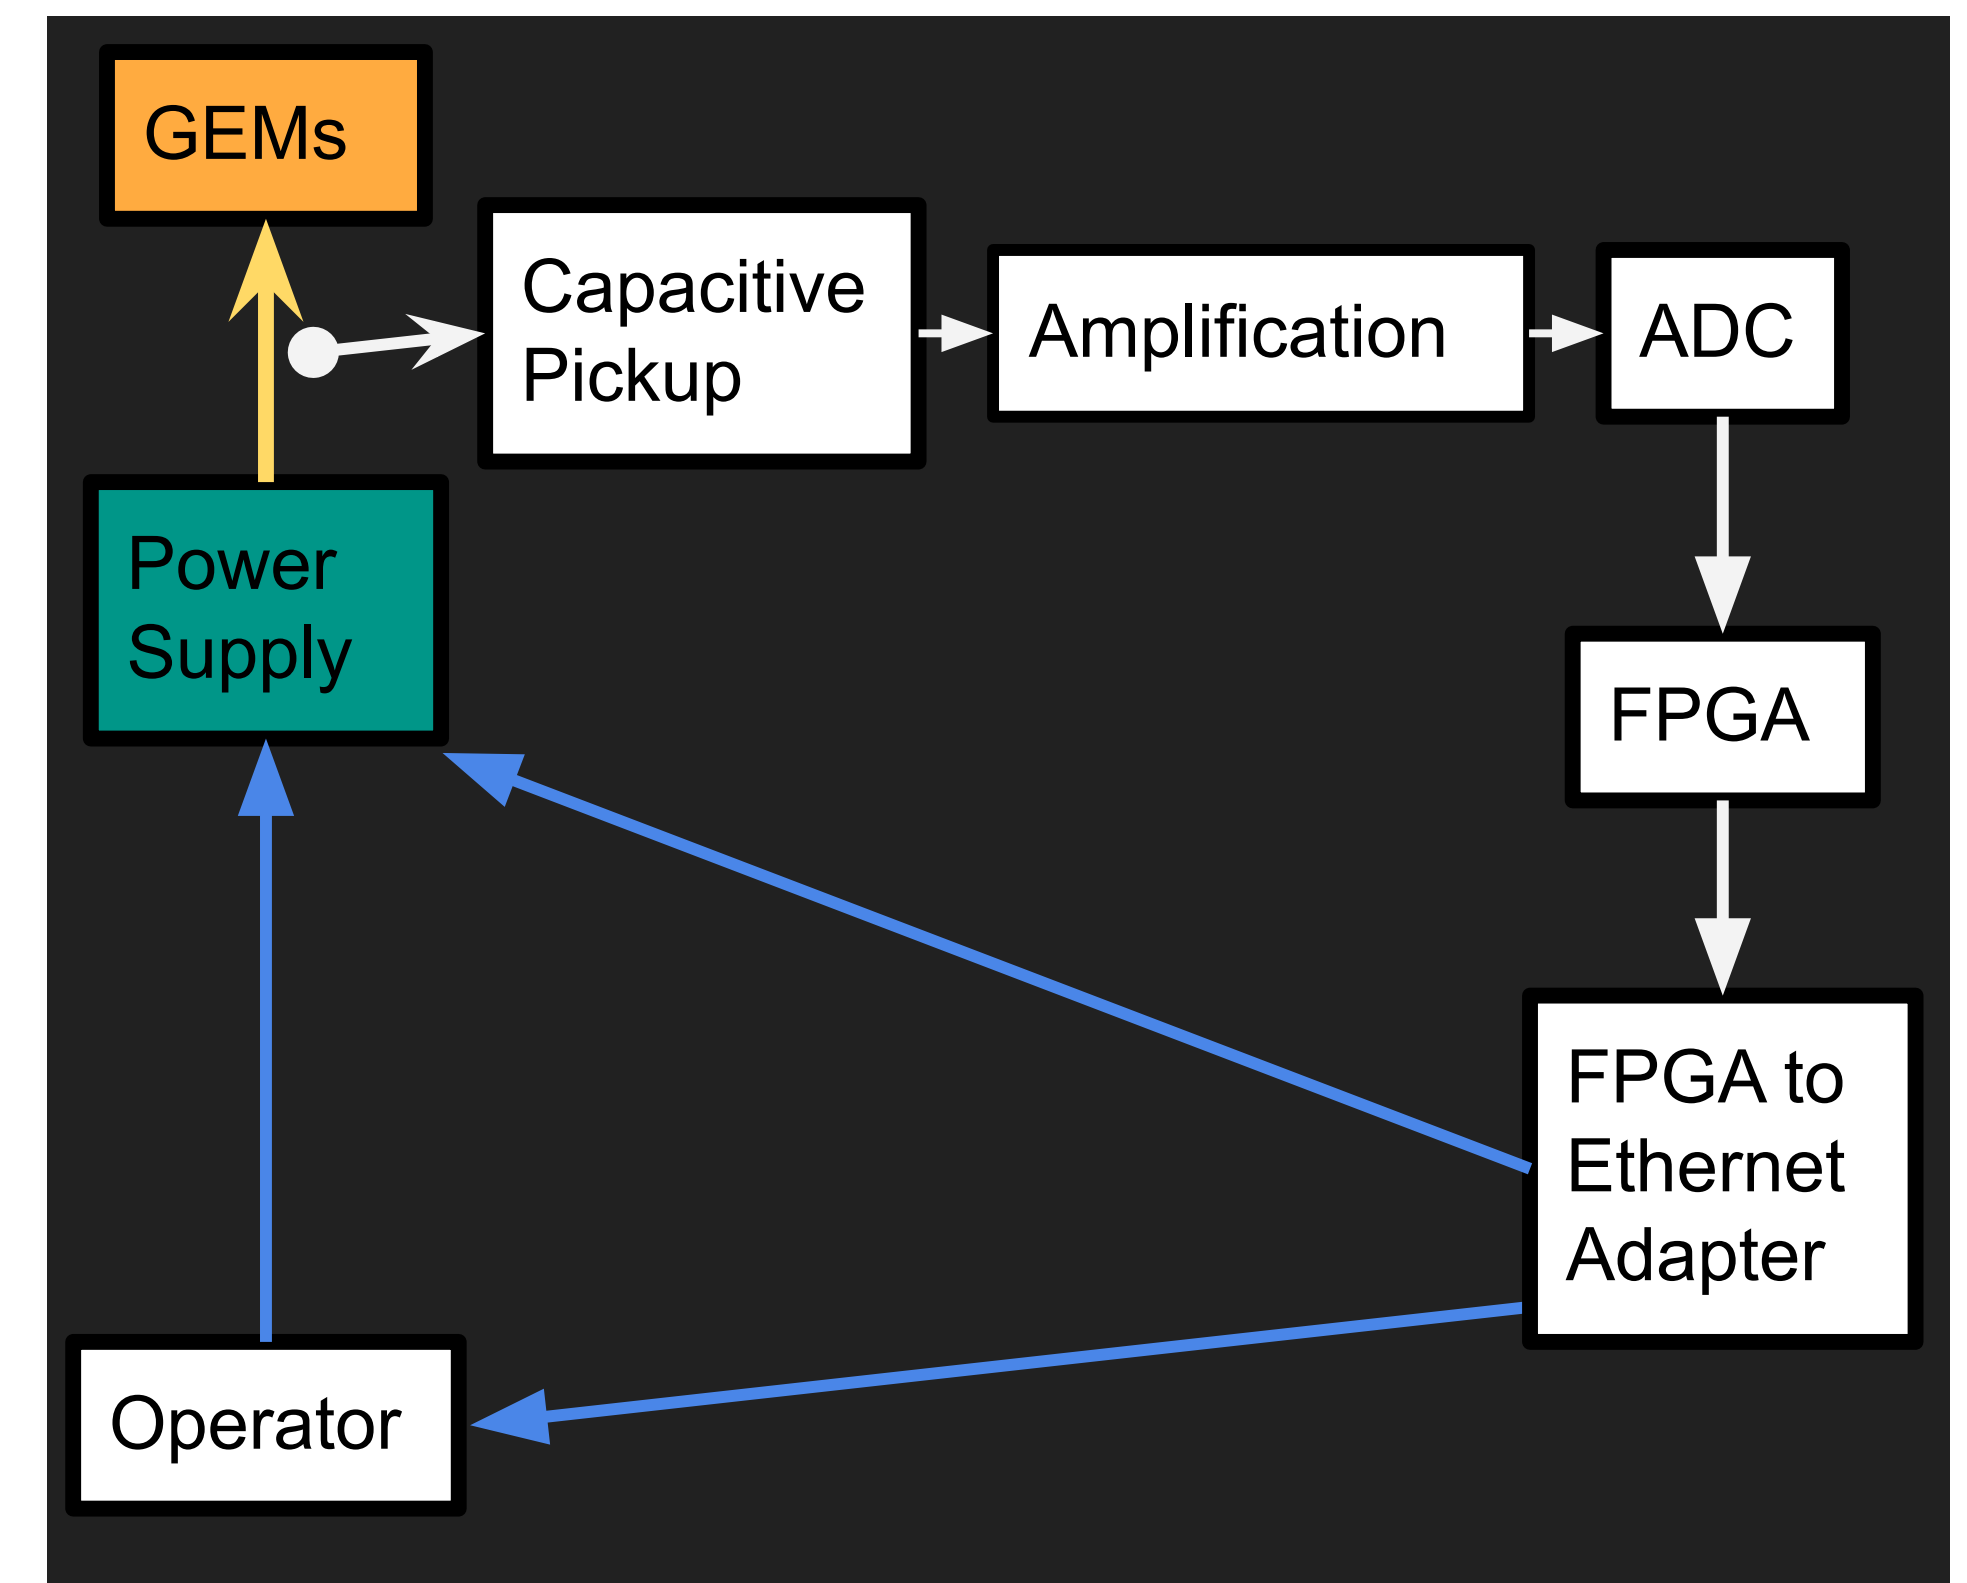 GEMs
Capacitive
Pickup
Amplification
ADC
Power
Supply
FPGA
FPGA to
Ethernet
Adapter
Operator